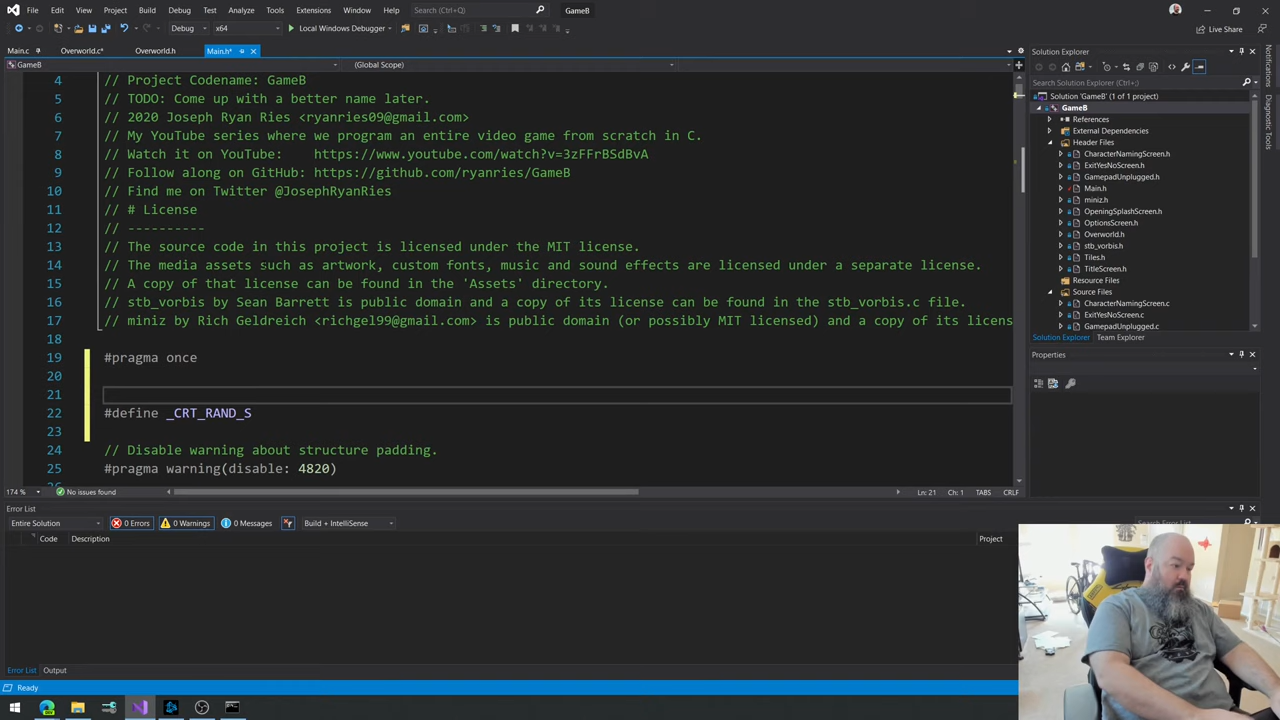 File Edit View Git Project Build Debug Test Analyze Tools Extensions Window Help Search (Ctrl+Q) GameB
Debug x64 Local Windows Debugger Live Share
Main.c Overworld.c* Overworld.h Main.h*
GameB (Global Scope)
4 // Project Codename: GameB
5 // TODO: Come up with a better name later.
6 // 2020 Joseph Ryan Ries <ryanries09@gmail.com>
7 // My YouTube series where we program an entire video game from scratch in C.
8 // Watch it on YouTube: https://www.youtube.com/watch?v=3zFFrBSdBvA
9 // Follow along on GitHub: https://github.com/ryanries/GameB
10 // Find me on Twitter @JosephRyanRies
11 // # License
12 // ----------
13 // The source code in this project is licensed under the MIT license.
14 // The media assets such as artwork, custom fonts, music and sound effects are licensed under a separate license.
15 // A copy of that license can be found in the 'Assets' directory.
16 // stb_vorbis by Sean Barrett is public domain and a copy of its license can be found in the stb_vorbis.c file.
17 // miniz by Rich Geldreich <richgel99@gmail.com> is public domain (or possibly MIT licensed) and a copy of its licens
18
19 #pragma once
20
21
22 #define _CRT_RAND_S
23
24 // Disable warning about structure padding.
25 #pragma warning(disable: 4820)
174 % No issues found Ln: 21 Ch: 1 TABS CRLF
Error List
Entire Solution 0 Errors 0 Warnings 0 Messages Build + IntelliSense Search Error List
Code Description Project
Error List Output
Ready
Solution Explorer
Search Solution Explorer (Ctrl+;)
Solution 'GameB' (1 of 1 project)
GameB
References
External Dependencies
Header Files
CharacterNamingScreen.h
ExitYesNoScreen.h
GamepadUnplugged.h
Main.h
miniz.h
OpeningSplashScreen.h
OptionsScreen.h
Overworld.h
stb_vorbis.h
Tiles.h
TitleScreen.h
Resource Files
Source Files
CharacterNamingScreen.c
ExitYesNoScreen.c
GamepadUnplugged.c
Solution Explorer Team Explorer
Properties
Notifications
Diagnostic Tools